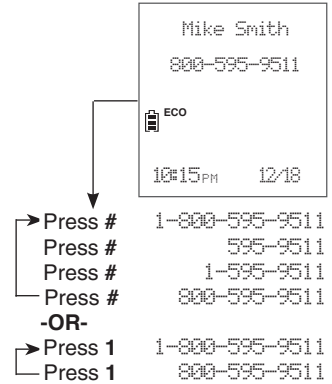 Mike Smith
800-595-9511
ECO
10:15PM 12/18
Press # 1-800-595-9511
Press # 595-9511
Press # 1-595-9511
Press # 800-595-9511
-OR-
Press 1 1-800-595-9511
Press 1 800-595-9511